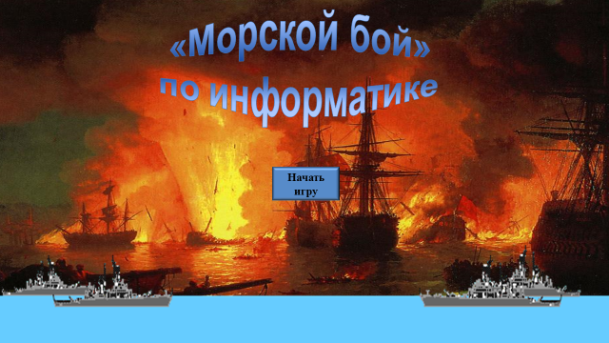 «Морской бой»
по информатике
Начать
игру